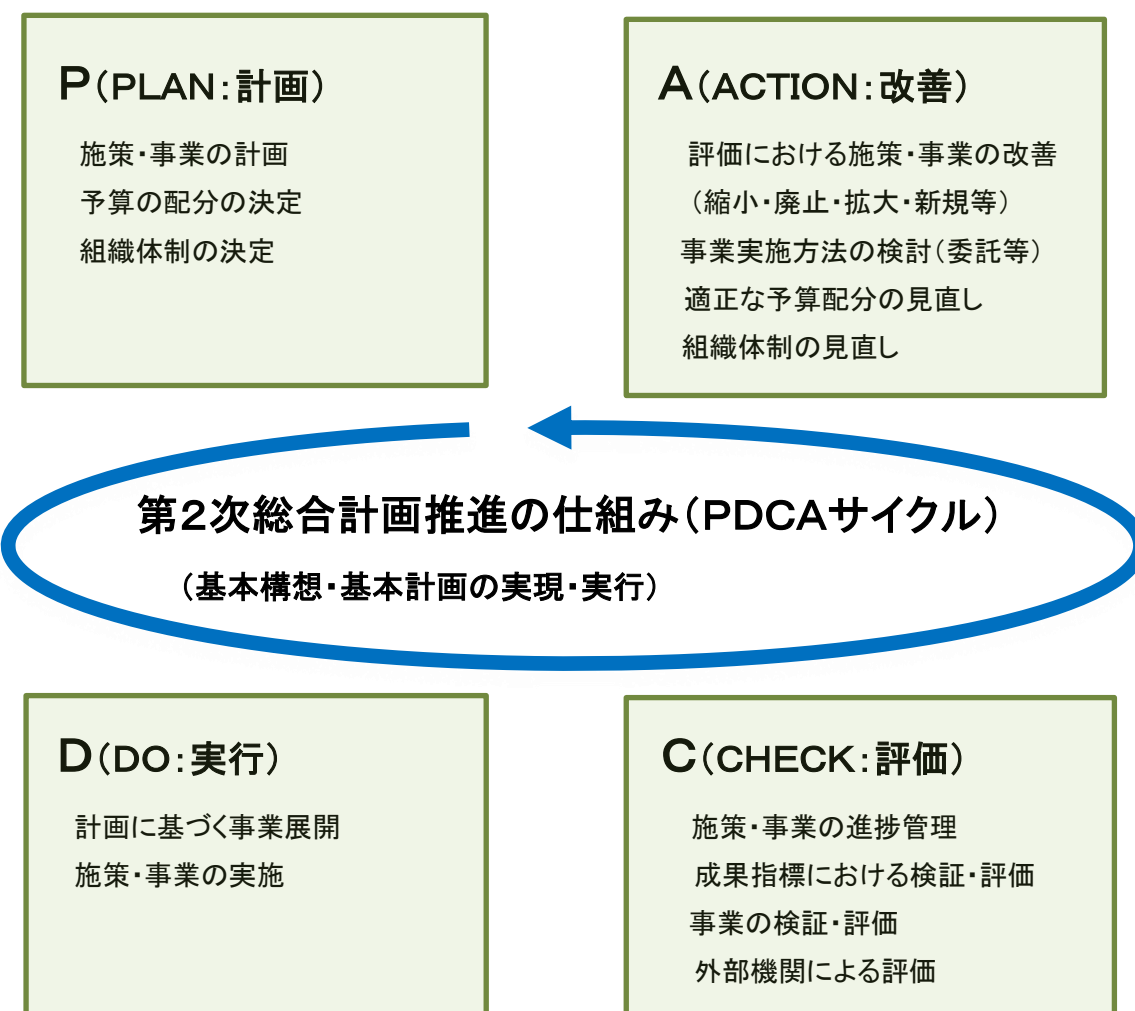 P(PLAN:計画)
施策・事業の計画
予算の配分の決定
組織体制の決定
A(ACTION:改善)
評価における施策・事業の改善
(縮小・廃止・拡大・新規等)
事業実施方法の検討(委託等)
適正な予算配分の見直し
組織体制の見直し
第2次総合計画推進の仕組み(PDCAサイクル)
(基本構想・基本計画の実現・実行)
D(DO:実行)
計画に基づく事業展開
施策・事業の実施
C(CHECK:評価)
施策・事業の進捗管理
成果指標における検証・評価
事業の検証・評価
外部機関による評価